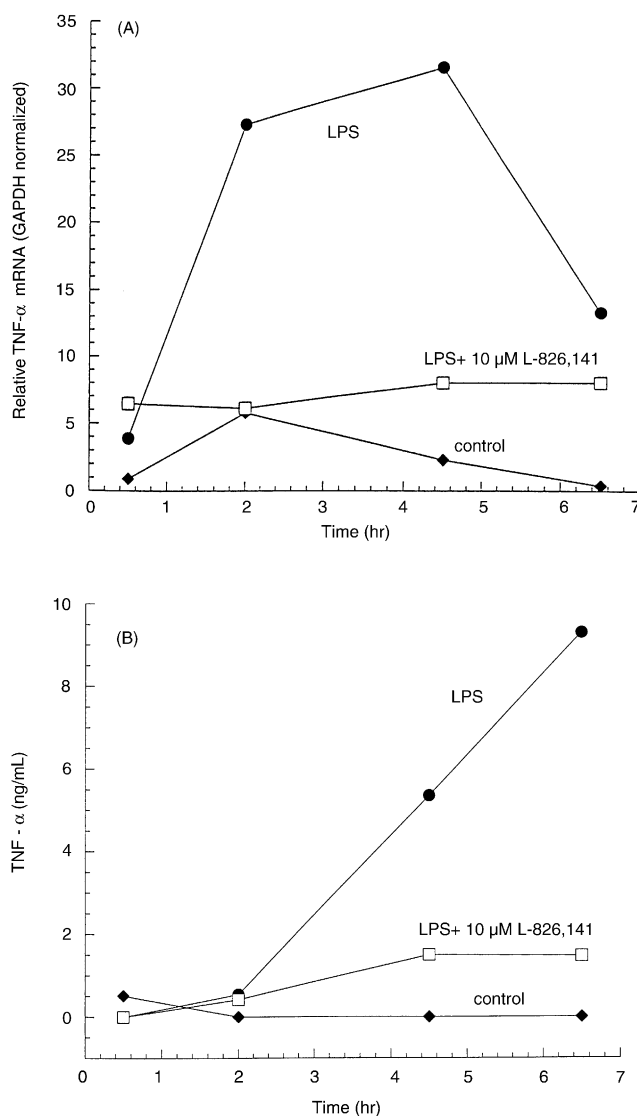 (A)
35
30
25
20
15
10
5
0
Relative TNF-α mRNA (GAPDH normalized)
LPS
LPS+ 10 µM L-826,141
control
0 1 2 3 4 5 6 7
Time (hr)
(B)
10
8
6
4
2
0
TNF - α (ng/mL)
LPS
LPS+ 10 µM L-826,141
control
0 1 2 3 4 5 6 7
Time (hr)